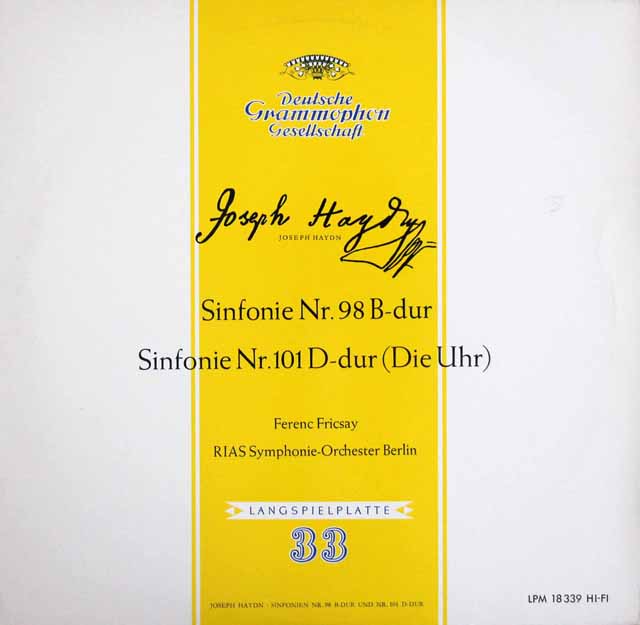 Deutsche
Grammophon
Gesellschaft
Joseph Haydn
JOSEPH HAYDN
Sinfonie Nr. 98 B-dur
Sinfonie Nr. 101 D-dur (Die Uhr)
Ferenc Fricsay
RIAS Symphonie-Orchester Berlin
LANGSPIELPLATTE
33
LPM 18 339 HI-FI
JOSEPH HAYDN · SINFONIEN NR. 98 B-DUR UND NR. 101 D-DUR